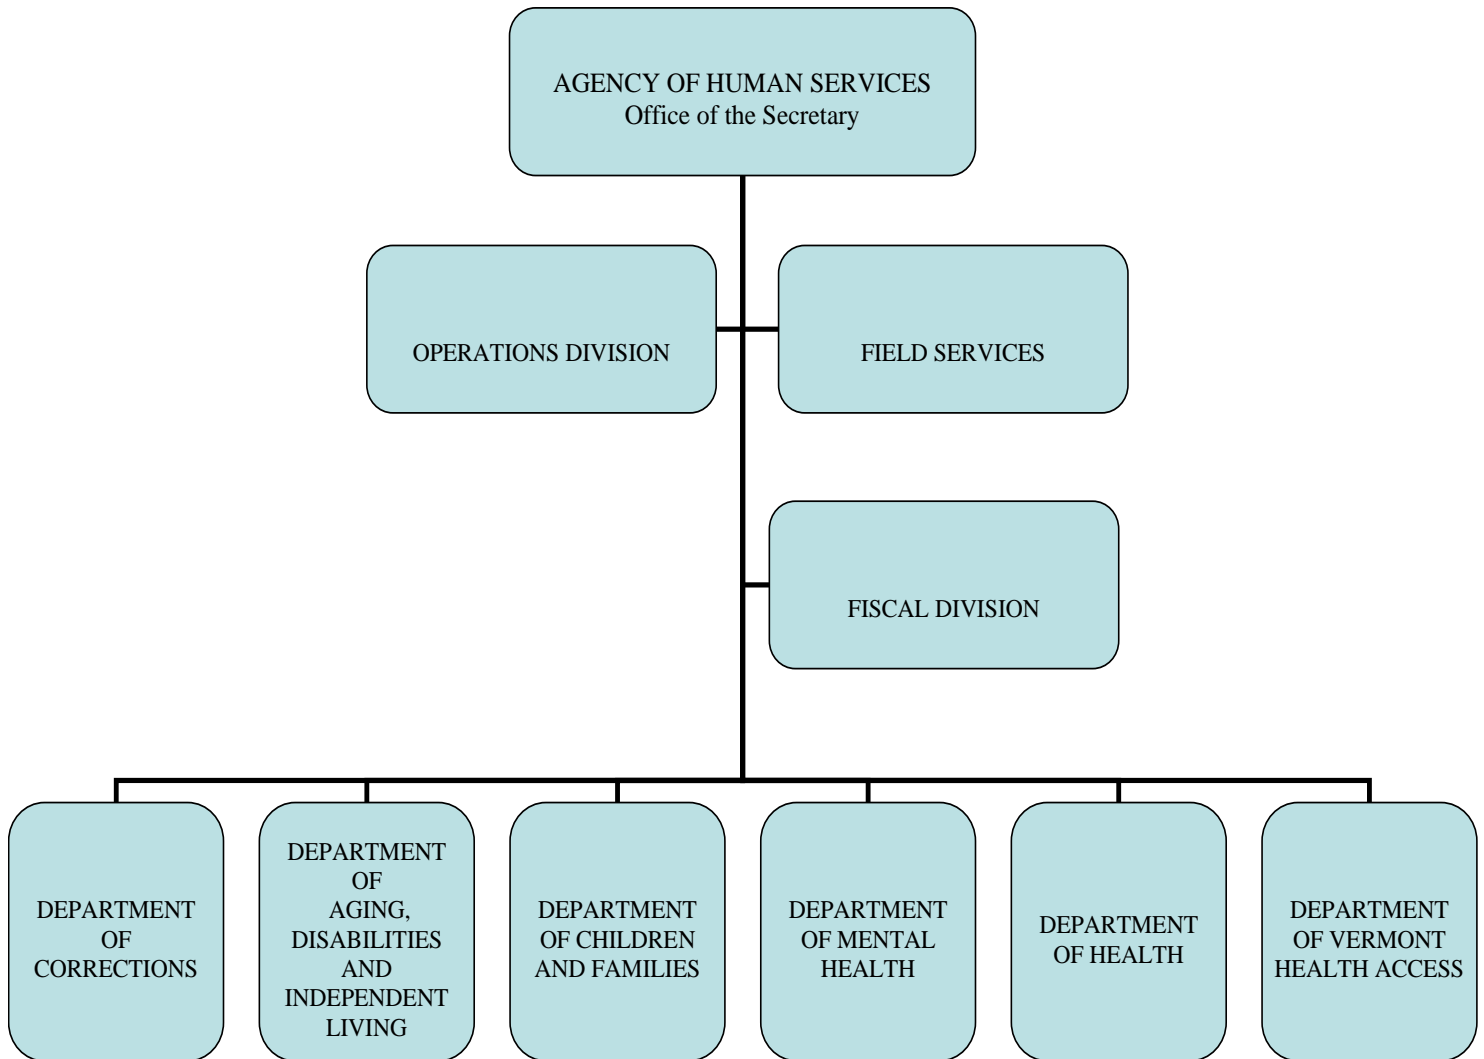 AGENCY OF HUMAN SERVICES
Office of the Secretary
OPERATIONS DIVISION
FIELD SERVICES
FISCAL DIVISION
DEPARTMENT
OF
CORRECTIONS
DEPARTMENT
OF
AGING,
DISABILITIES
AND
INDEPENDENT
LIVING
DEPARTMENT
OF CHILDREN
AND FAMILIES
DEPARTMENT
OF MENTAL
HEALTH
DEPARTMENT
OF HEALTH
DEPARTMENT
OF VERMONT
HEALTH ACCESS